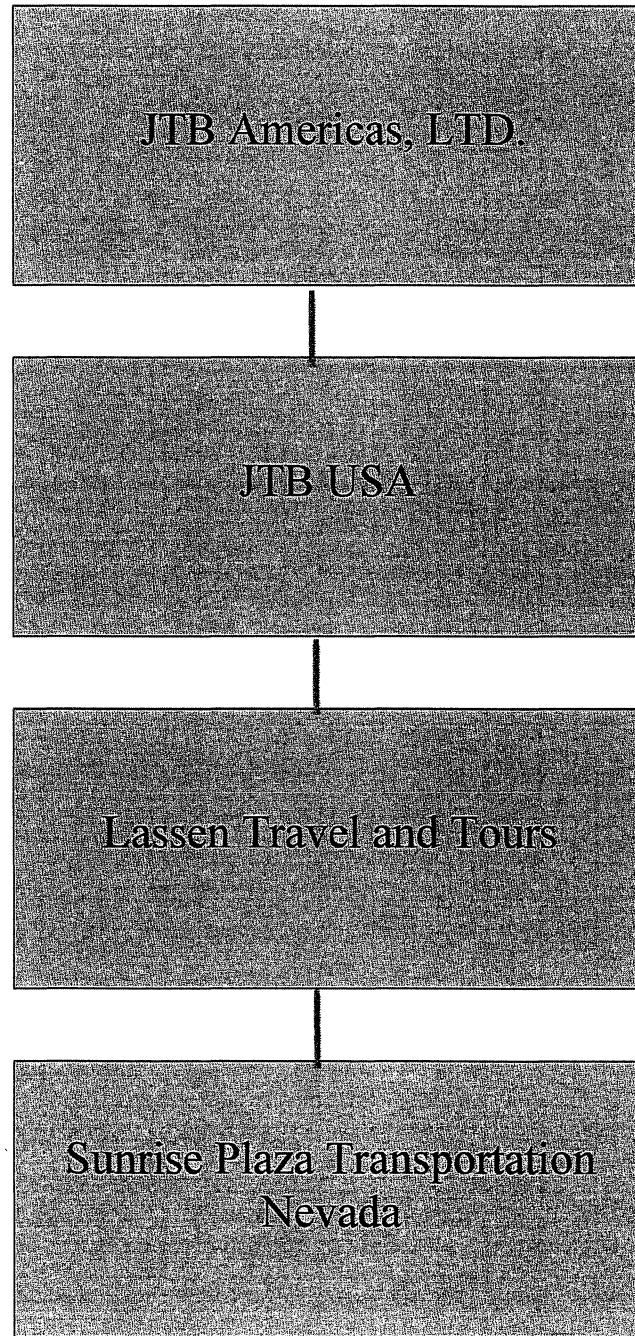 JTB Americas, LTD.
JTB USA
Lassen Travel and Tours
Sunrise Plaza Transportation
Nevada